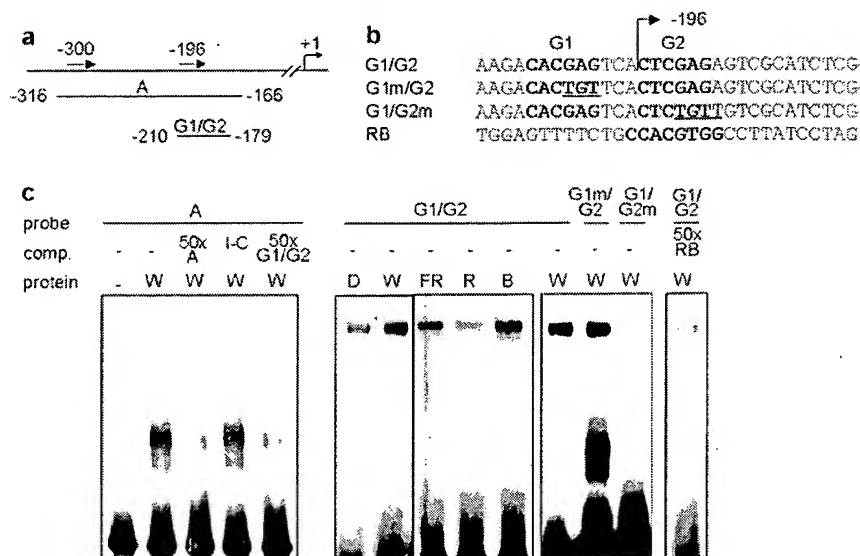 a
-300 -196 +1
A
-316 -166
-210 G1/G2 -179
b
-196
G1 G2
G1/G2 AAGACACGAGTCACTCGAGAGTCGCATCTCG
G1m/G2 AAGACACTGTTCACTCGAGAGTCGCATCTCG
G1/G2m AAGACACGAGTCACTCTGTTGTCGCATCTCG
RB TGGAGTTTTCTGCCACGTGGCCTTATCCTAG
c
probe A G1/G2 G1m/G2 G1/G2m G1/G2
comp. - - 50x A I-C 50x G1/G2 - - - - - - - - 50x RB
protein - W W W W D W FR R B W W W W